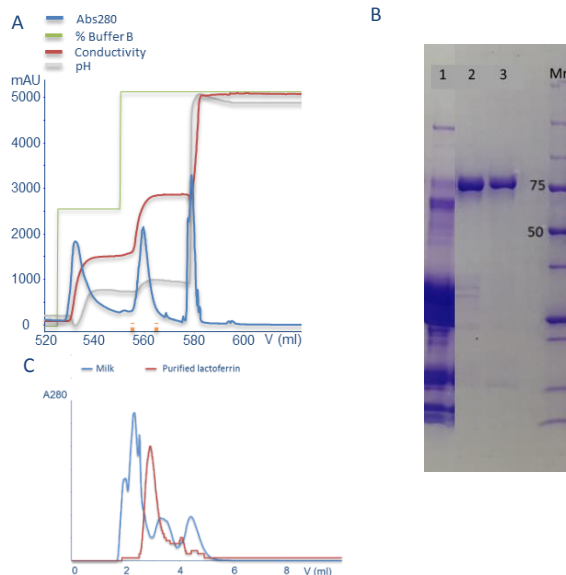 A
Abs280
% Buffer B
Conductivity
pH
mAU
5000
4000
3000
2000
1000
0
520 540 560 580 600 V (ml)
B
1 2 3 Mr
75
50
C
Milk Purified lactoferrin
A280
0 2 4 6 8 V (ml)